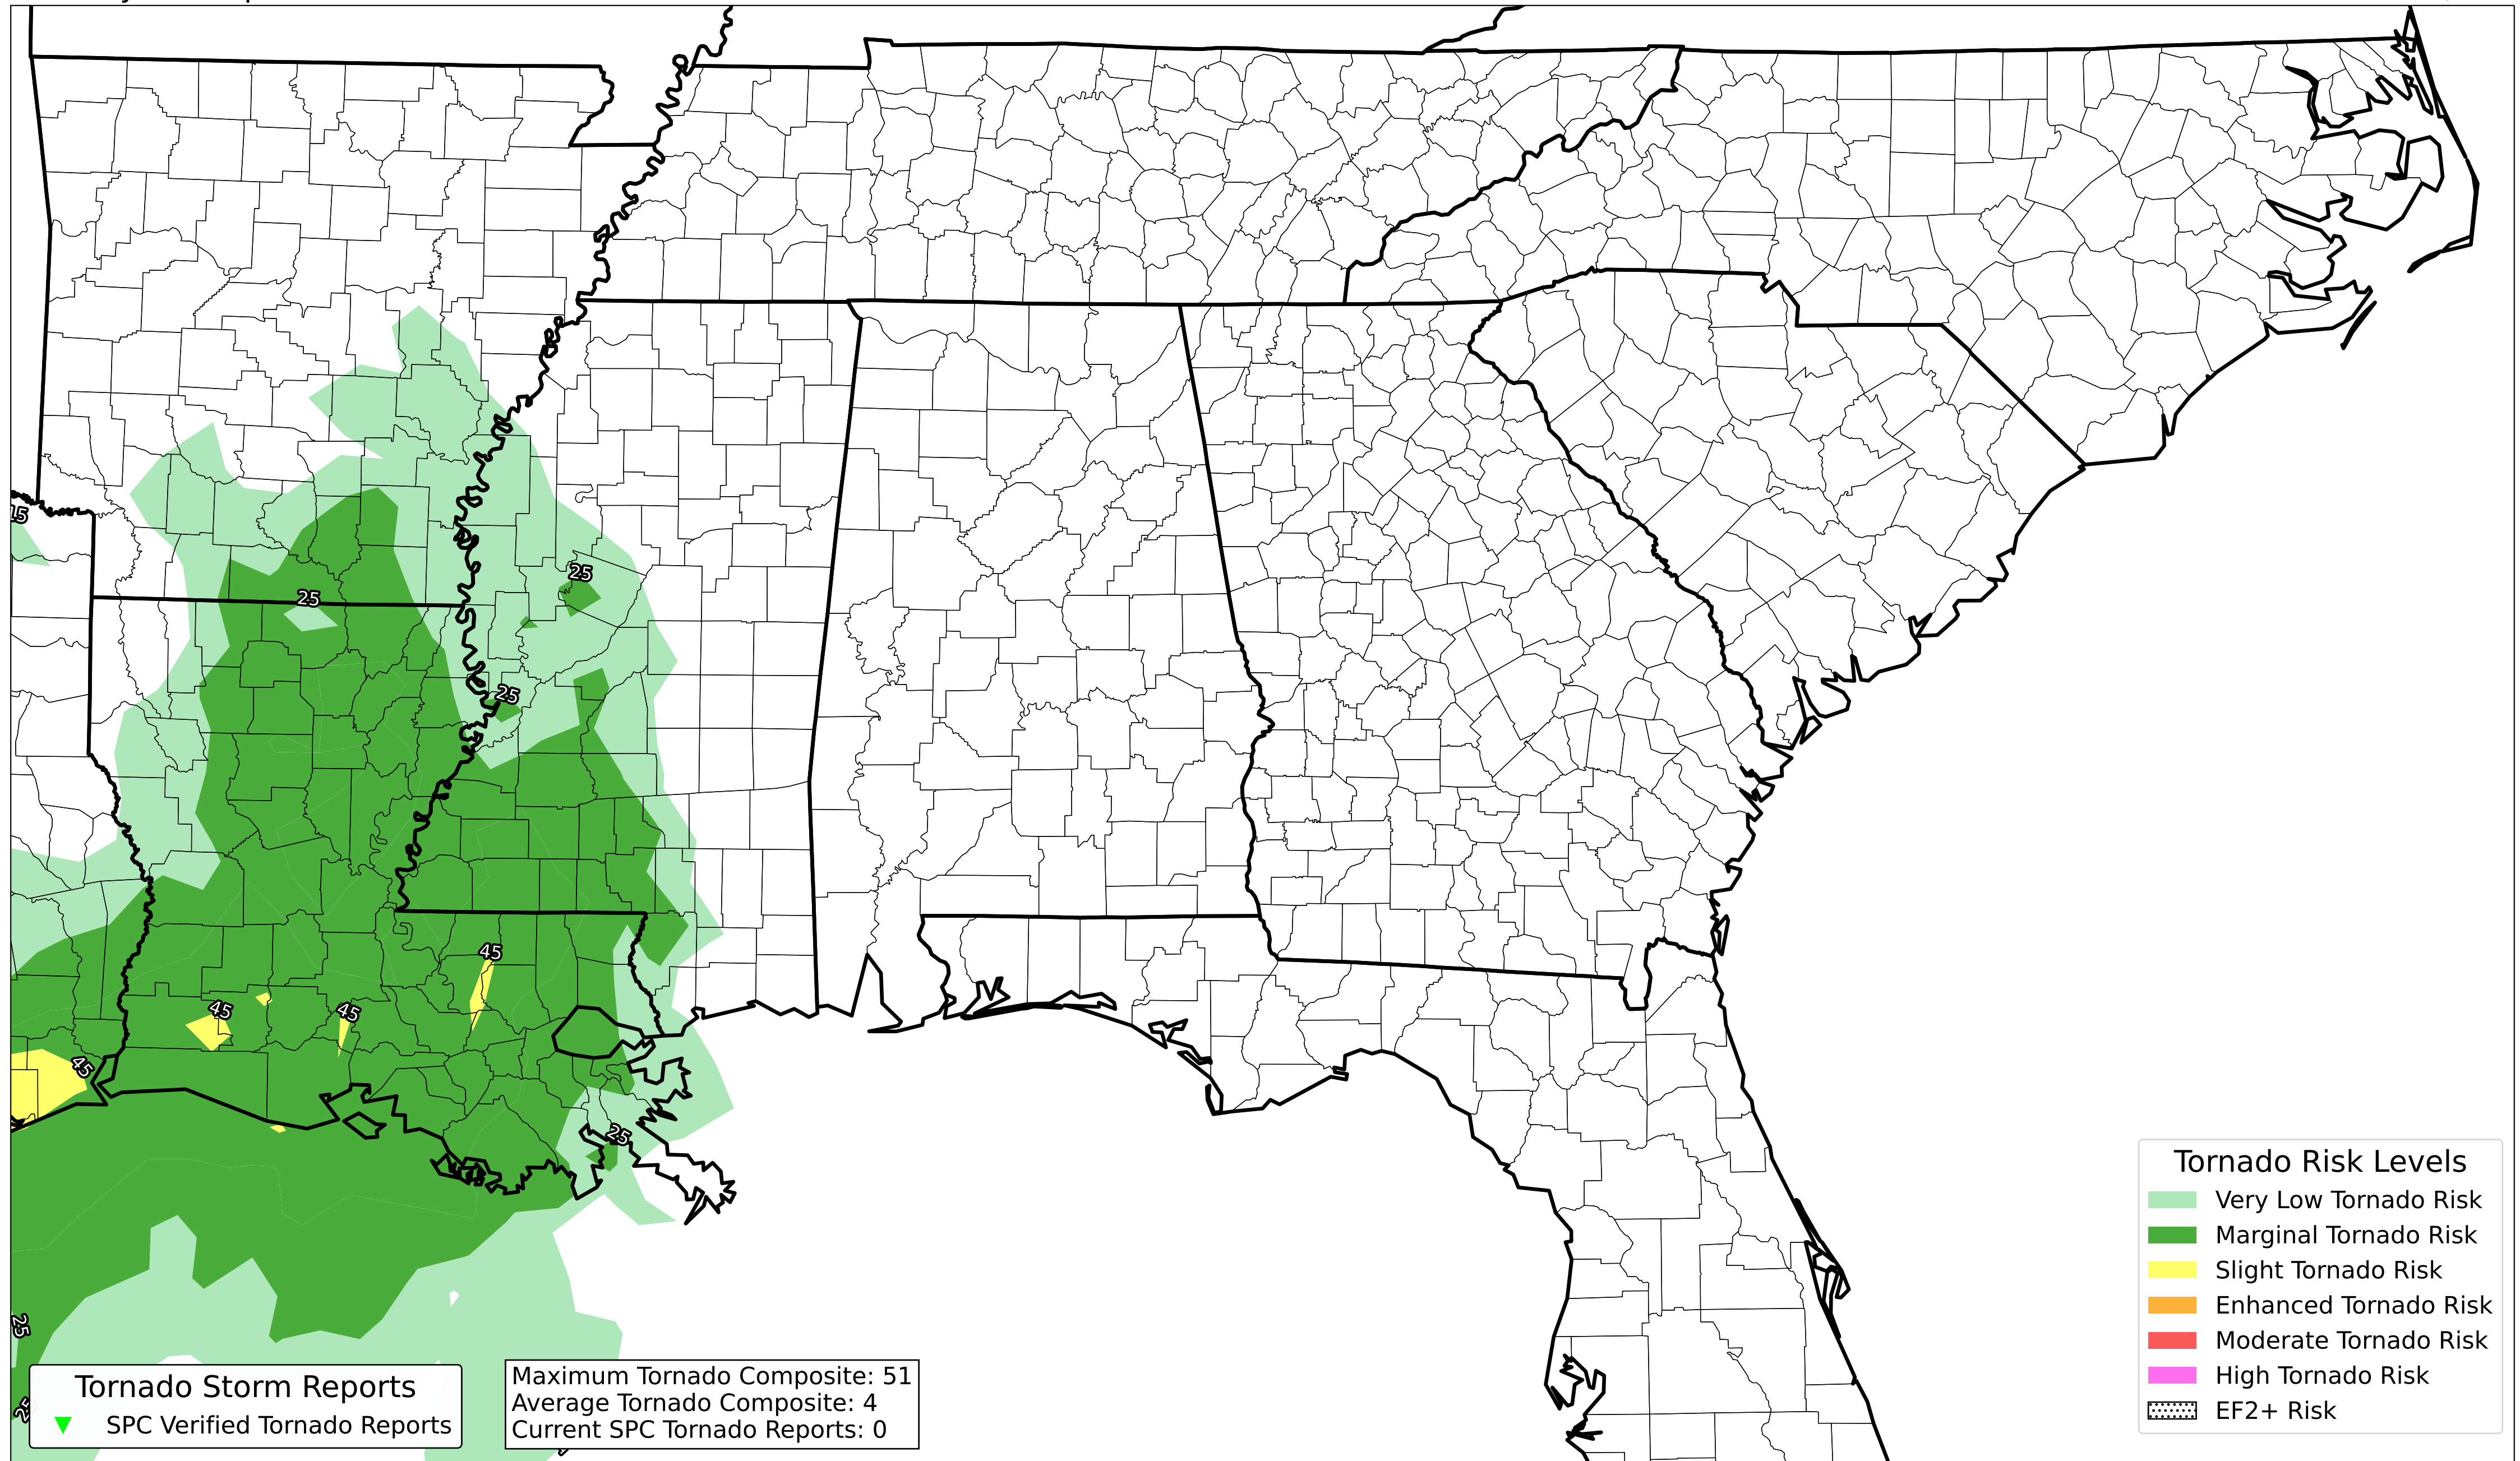 15
25
25
25
45
45
45
45
25
25
25
Tornado Storm Reports
SPC Verified Tornado Reports
Maximum Tornado Composite: 51
Average Tornado Composite: 4
Current SPC Tornado Reports: 0
Tornado Risk Levels
Very Low Tornado Risk
Marginal Tornado Risk
Slight Tornado Risk
Enhanced Tornado Risk
Moderate Tornado Risk
High Tornado Risk
EF2+ Risk